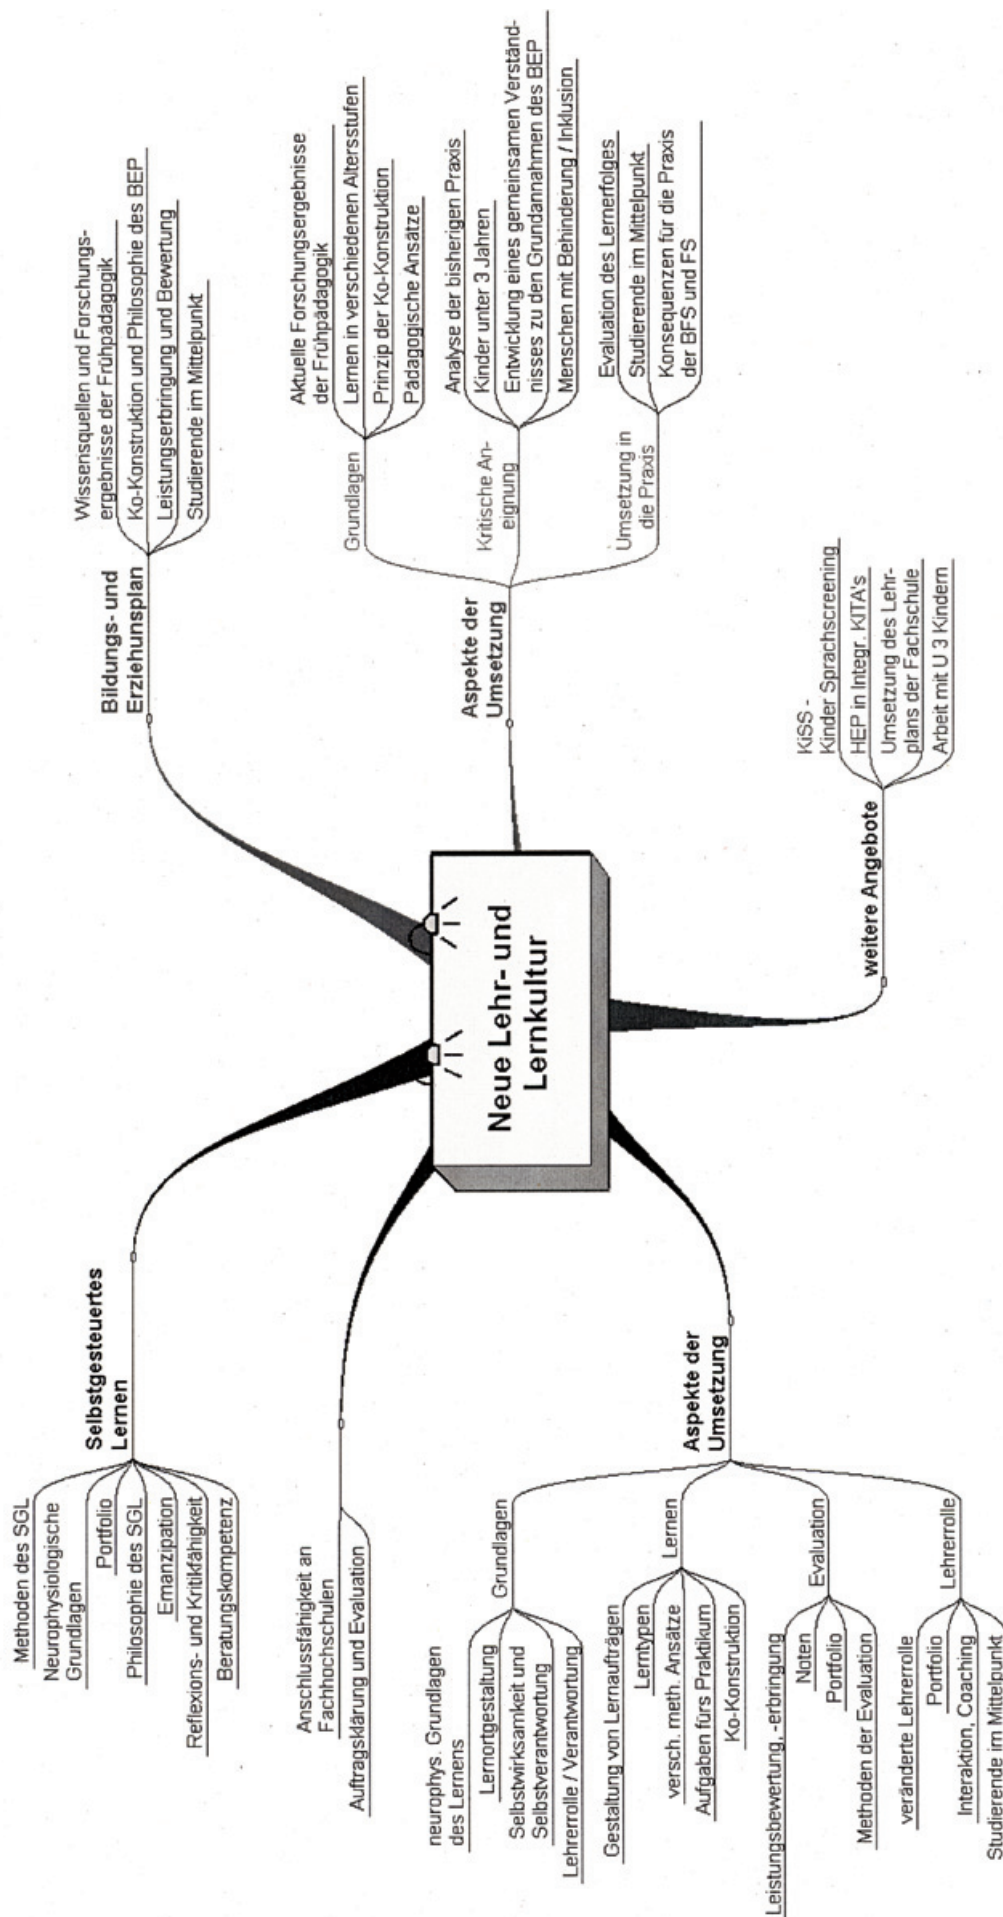 Neue Lehr- und
Lernkultur
Selbstgesteuertes
Lernen
Methoden des SGL
Neurophysiologische
Grundlagen
Portfolio
Philosophie des SGL
Emanzipation
Reflexions- und Kritikfähigkeit
Beratungskompetenz
Anschlussfähigkeit an
Fachhochschulen
Auftragsklärung und Evaluation
Aspekte der
Umsetzung
Grundlagen
neurophys. Grundlagen
des Lernens
Lernortgestaltung
Selbstwirksamkeit und
Selbstverantwortung
Lehrerrolle / Verantwortung
Lernen
Gestaltung von Lernaufträgen
Lerntypen
versch. meth. Ansätze
Aufgaben fürs Praktikum
Ko-Konstruktion
Evaluation
Leistungsbewertung, -erbringung
Noten
Portfolio
Methoden der Evaluation
Lehrerrolle
veränderte Lehrerrolle
Portfolio
Interaktion, Coaching
Studierende im Mittelpunkt
Bildungs- und
Erziehunsplan
Wissensquellen und Forschungs-
ergebnisse der Frühpädagogik
Ko-Konstruktion und Philosophie des BEP
Leistungserbringung und Bewertung
Studierende im Mittelpunkt
Aspekte der
Umsetzung
Grundlagen
Aktuelle Forschungsergebnisse
der Frühpädagogik
Lernen in verschiedenen Altersstufen
Prinzip der Ko-Konstruktion
Pädagogische Ansätze
Kritische An-
eignung
Analyse der bisherigen Praxis
Kinder unter 3 Jahren
Entwicklung eines gemeinsamen Verständ-
nisses zu den Grundannahmen des BEP
Menschen mit Behinderung / Inklusion
Umsetzung in
die Praxis
Evaluation des Lernerfolges
Studierende im Mittelpunkt
Konsequenzen für die Praxis
der BFS und FS
weitere Angebote
KiSS -
Kinder Sprachscreening
HEP in Integr. KITA's
Umsetzung des Lehr-
plans der Fachschule
Arbeit mit U 3 Kindern